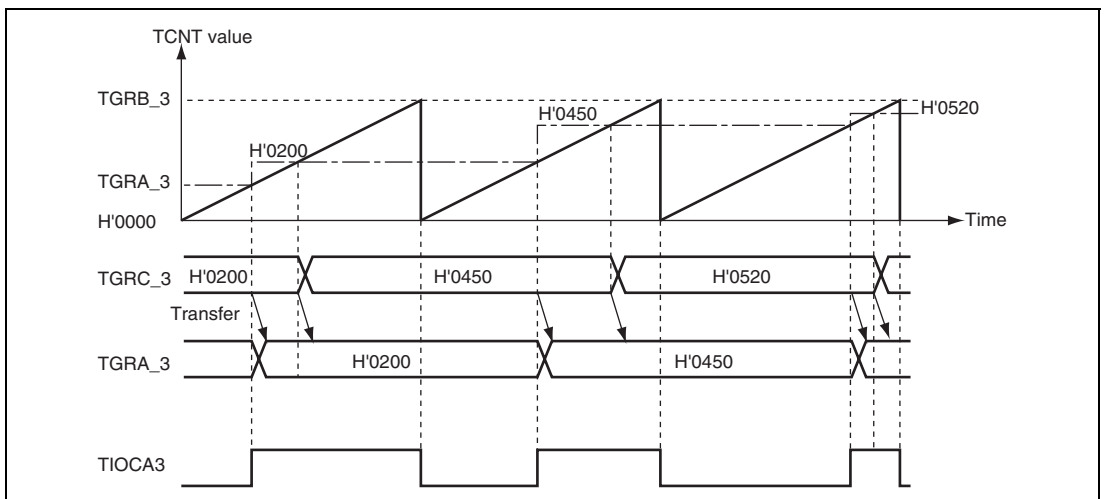 TCNT value
TGRB_3
H'0450
H'0520
H'0200
TGRA_3
H'0000
Time
TGRC_3
H'0200
H'0450
H'0520
Transfer
TGRA_3
H'0200
H'0450
TIOCA3